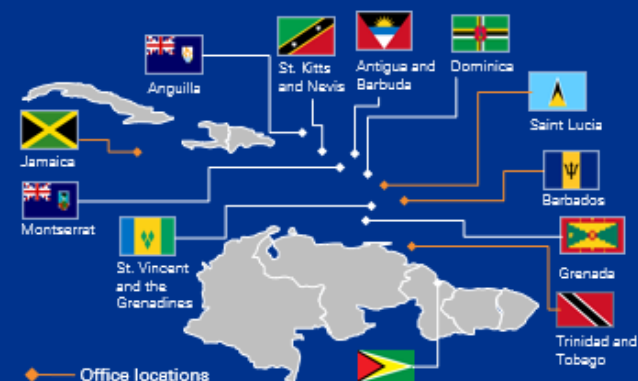 Anguilla
St. Kitts
and Nevis
Antigua and
Barbuda
Dominica
Saint Lucia
Jamaica
Montserrat
Barbados
St. Vincent
and the
Grenadines
Grenada
Trinidad and
Tobago
Office locations